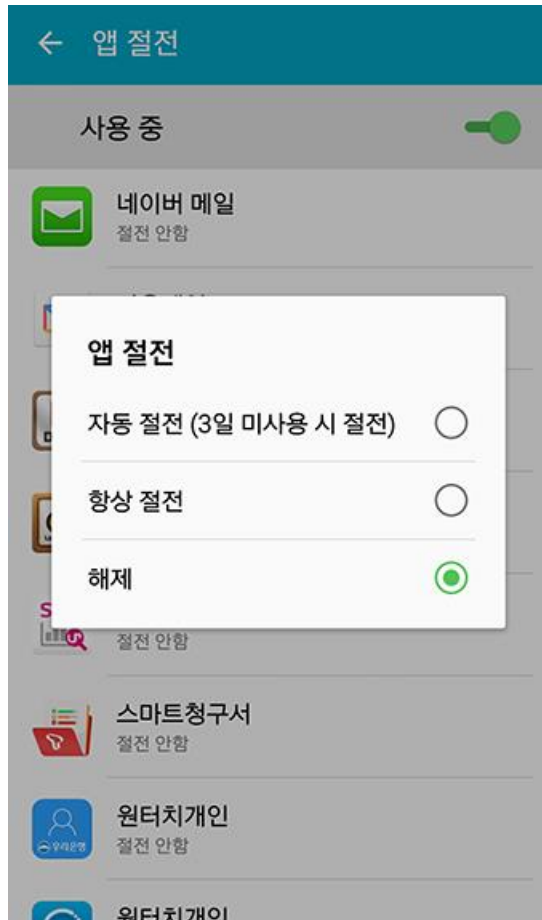 앱 절전
사용 중
네이버 메일
절전 안함
앱 절전
자동 절전 (3일 미사용 시 절전)
항상 절전
해제
절전 안함
스마트청구서
절전 안함
원터치개인
우리은행
절전 안함
원터치개인